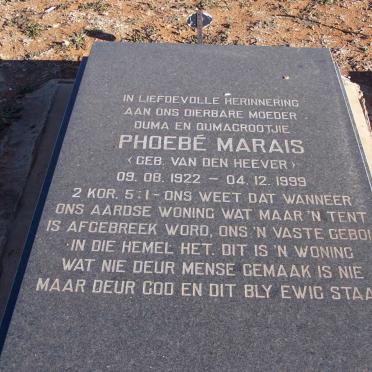 IN LIEFDEVOLLE HERINNERING
AAN ONS DIERBARE MOEDER
OUMA EN OUMAGROOTJIE
PHOEBÉ MARAIS
(GEB. VAN DEN HEEVER)
09. 08. 1922 – 04. 12. 1999
2 KOR. 5:1 - ONS WEET DAT WANNEER
ONS AARDSE WONING WAT MAAR 'N TENT
IS AFGEBREEK WORD, ONS 'N VASTE GEBOU
IN DIE HEMEL HET. DIT IS 'N WONING
WAT NIE DEUR MENSE GEMAAK IS NIE
MAAR DEUR GOD EN DIT BLY EWIG STAA